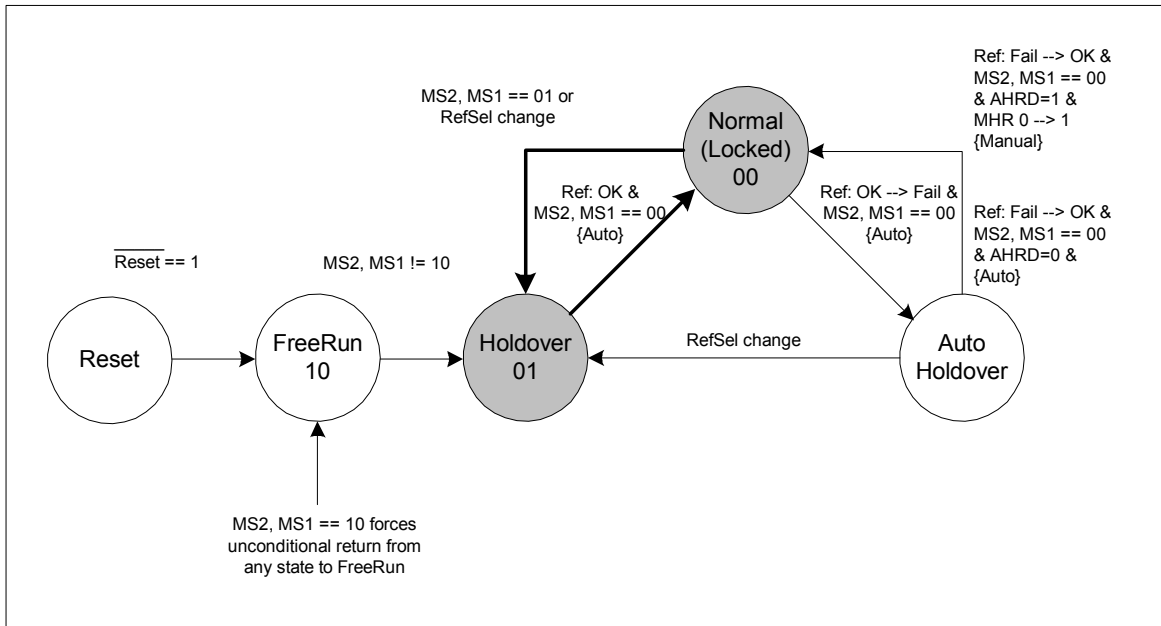 Ref: Fail --> OK &
MS2, MS1 == 00
& AHRD=1 &
MHR 0 --> 1
{Manual}
MS2, MS1 == 01 or
RefSel change
Normal
(Locked)
00
Ref: OK &
MS2, MS1 == 00
{Auto}
Ref: OK --> Fail &
MS2, MS1 == 00
{Auto}
Ref: Fail --> OK &
MS2, MS1 == 00
& AHRD=0 &
{Auto}
Reset == 1
MS2, MS1 != 10
Reset
FreeRun
10
Holdover
01
RefSel change
Auto
Holdover
MS2, MS1 == 10 forces
unconditional return from
any state to FreeRun